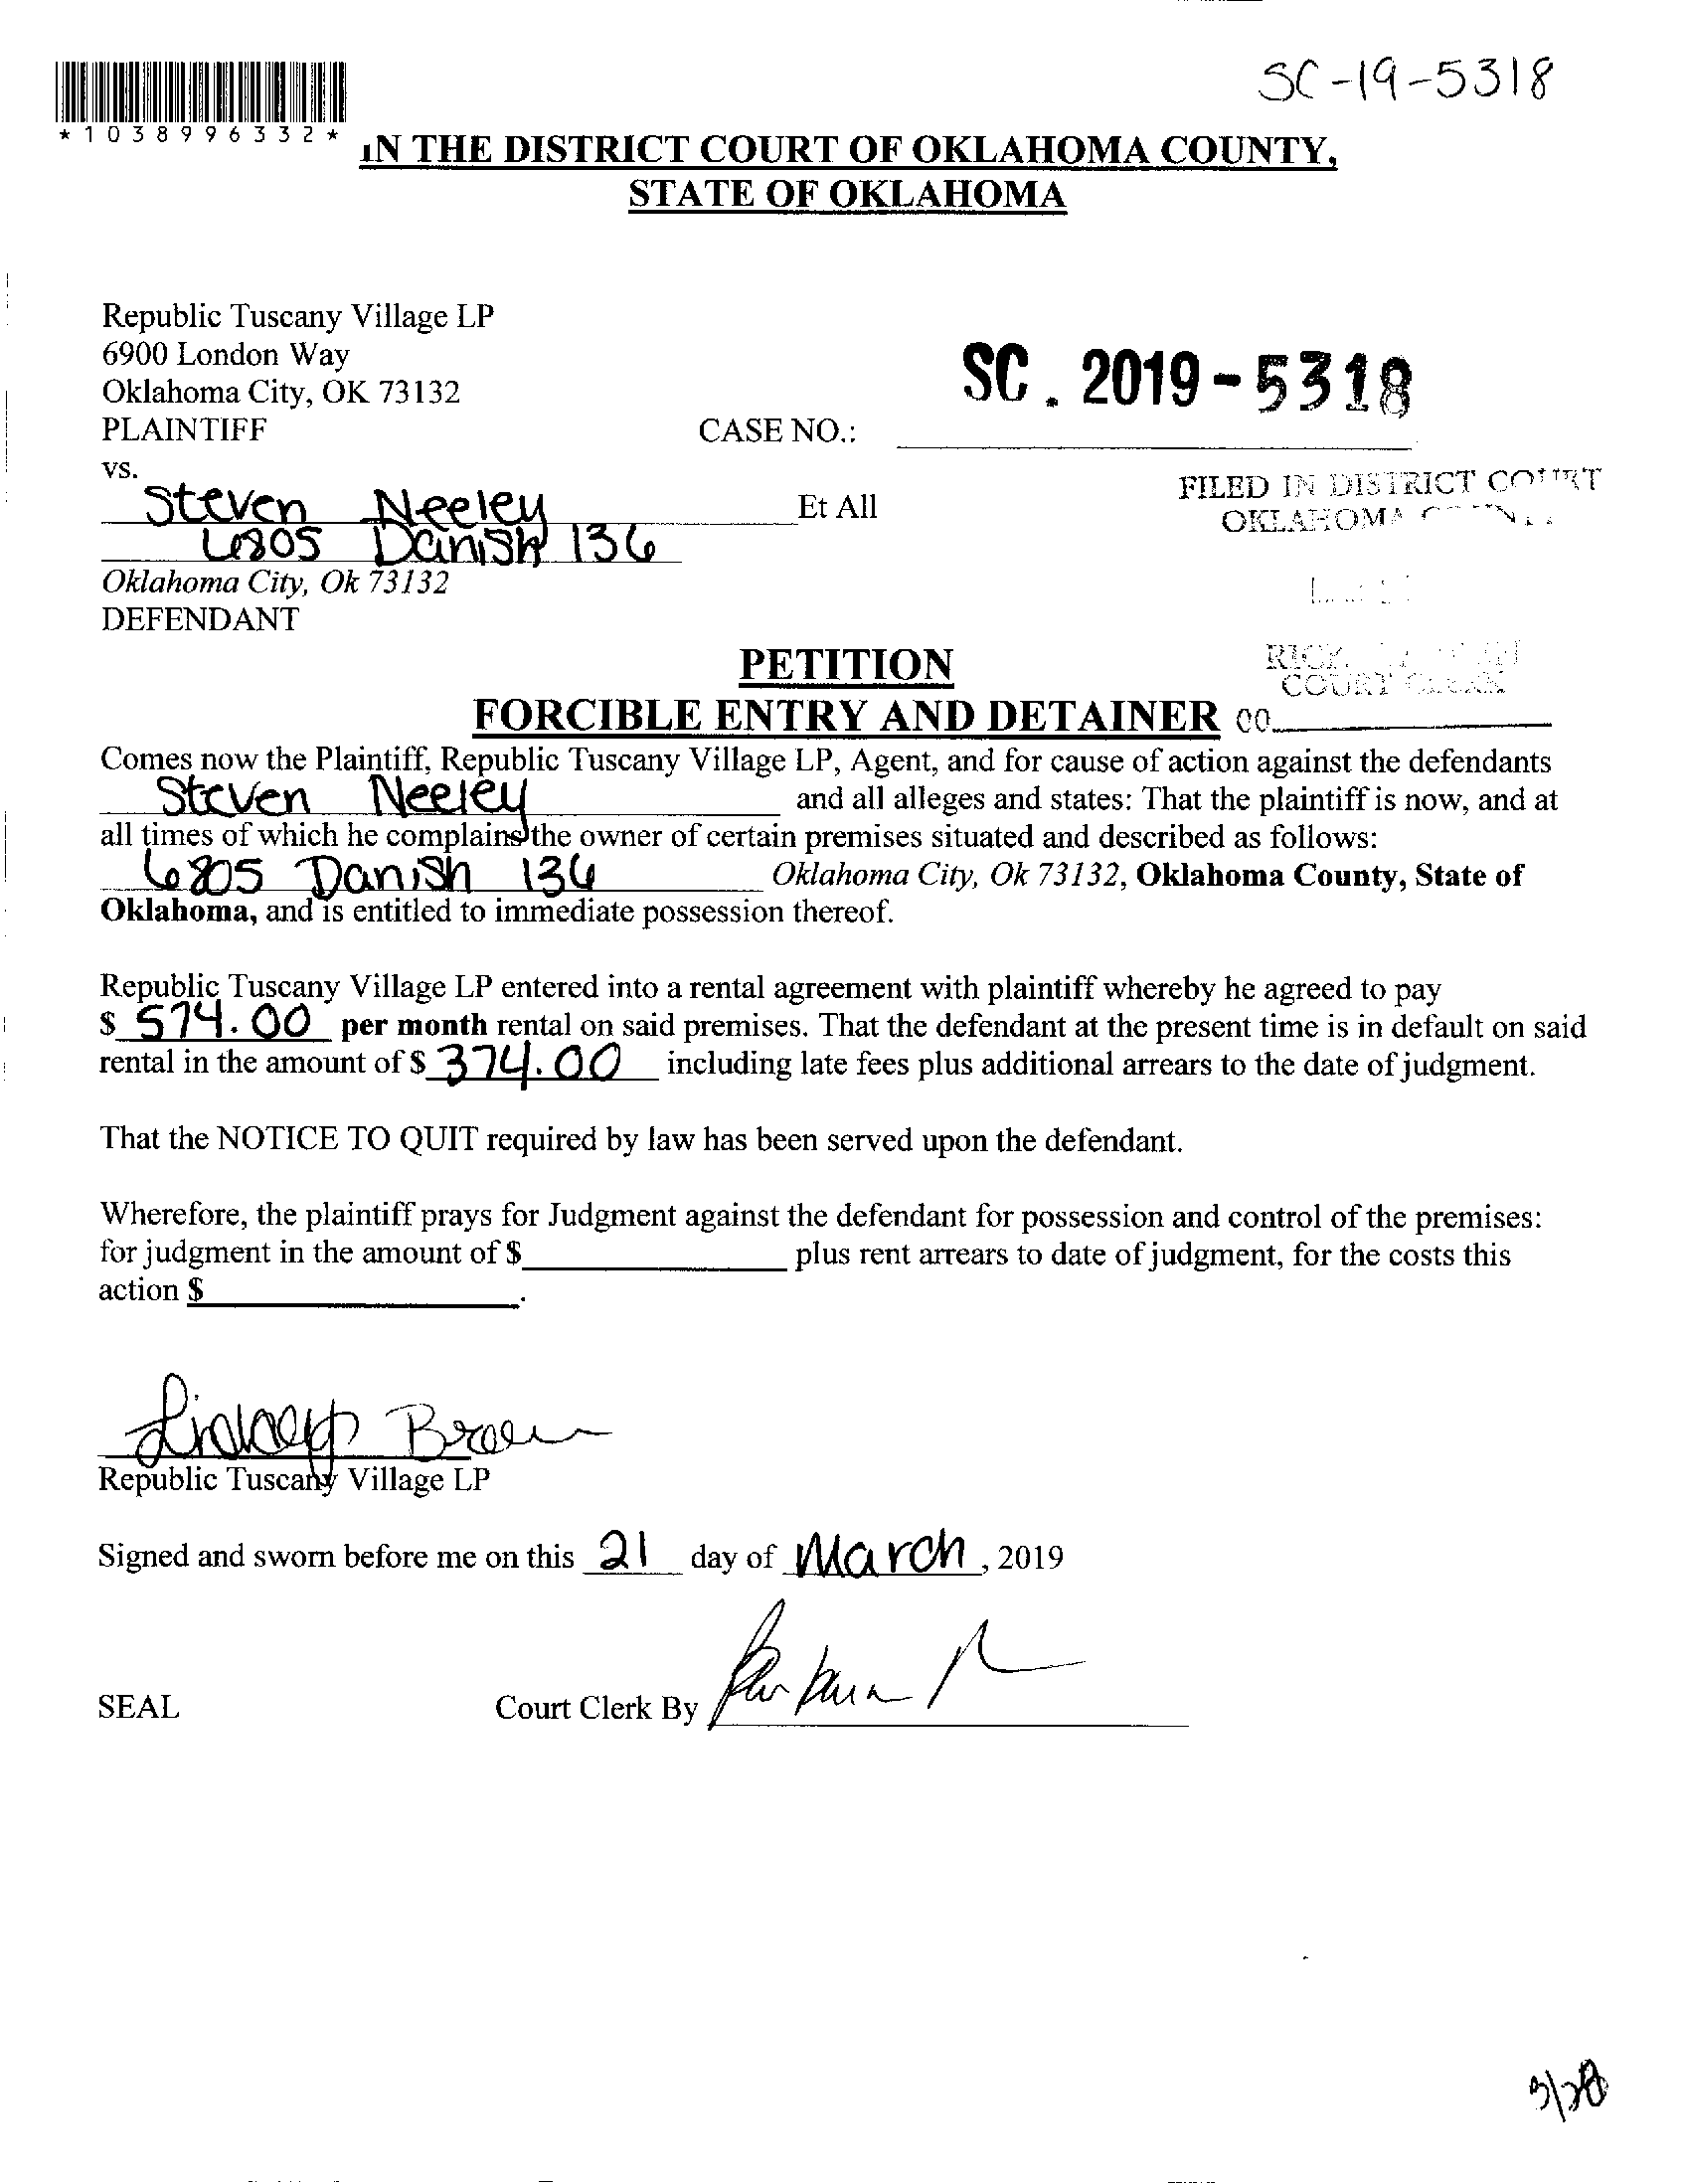 SC-19-5318
*1038996332*
IN THE DISTRICT COURT OF OKLAHOMA COUNTY,
STATE OF OKLAHOMA
Republic Tuscany Village LP
6900 London Way
Oklahoma City, OK 73132
SC. 2019-5318
PLAINTIFF CASE NO.:
vs.
FILED IN DISTRICT COURT
Steven Neeley Et All
OKLAHOMA
6805 Danish 136
Oklahoma City, Ok 73132
DEFENDANT
PETITION
COURT
FORCIBLE ENTRY AND DETAINER
Comes now the Plaintiff, Republic Tuscany Village LP, Agent, and for cause of action against the defendants
Steven Neeley and all alleges and states: That the plaintiff is now, and at
all times of which he complains the owner of certain premises situated and described as follows:
6805 Danish 136 Oklahoma City, Ok 73132, Oklahoma County, State of
Oklahoma, and is entitled to immediate possession thereof.
Republic Tuscany Village LP entered into a rental agreement with plaintiff whereby he agreed to pay
$ 574.00 per month rental on said premises. That the defendant at the present time is in default on said
rental in the amount of $ 374.00 including late fees plus additional arrears to the date of judgment.
That the NOTICE TO QUIT required by law has been served upon the defendant.
Wherefore, the plaintiff prays for Judgment against the defendant for possession and control of the premises:
for judgment in the amount of $ plus rent arrears to date of judgment, for the costs this
action $ .
Republic Tuscany Village LP
Signed and sworn before me on this 21 day of March, 2019
SEAL Court Clerk By
3/28